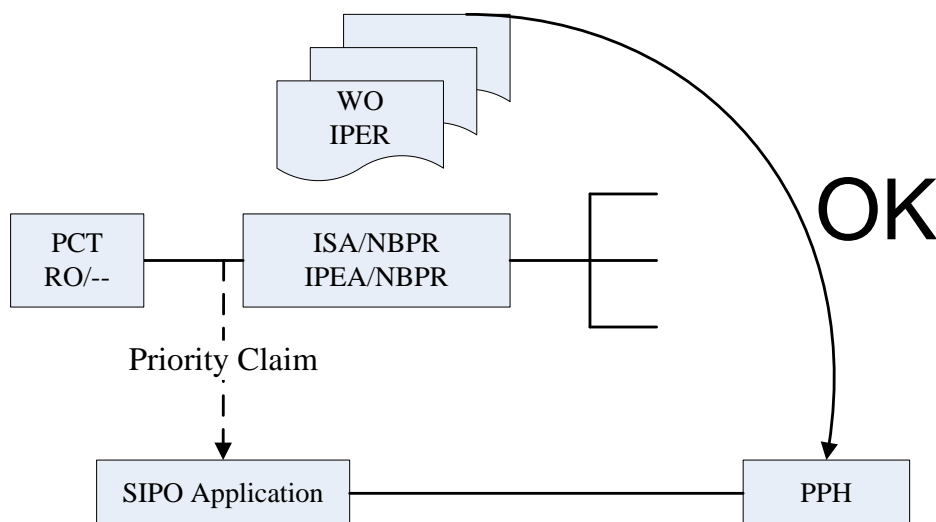 WO
IPER
OK
PCT
RO/--
ISA/NBPR
IPEA/NBPR
Priority Claim
SIPO Application
PPH